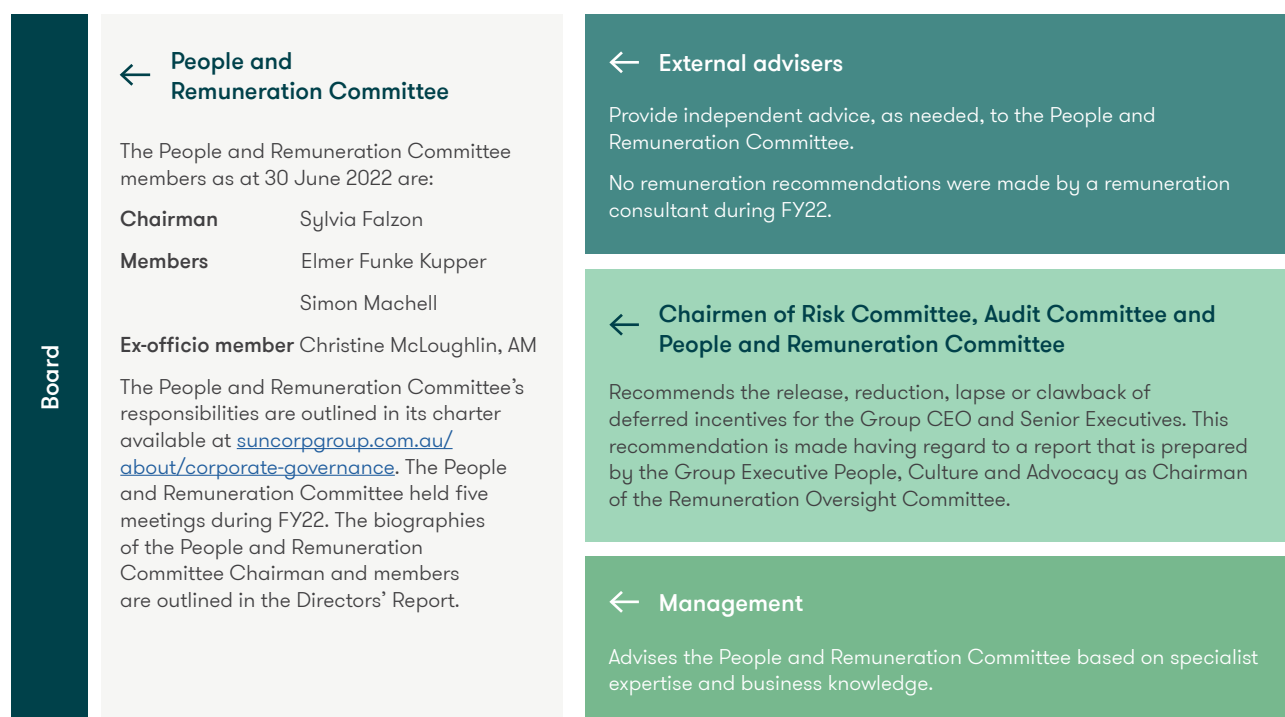 Board
People and
Remuneration Committee
The People and Remuneration Committee
members as at 30 June 2022 are:
Chairman Sylvia Falzon
Members Elmer Funke Kupper
Simon Machell
Ex-officio member Christine McLoughlin, AM
The People and Remuneration Committee’s
responsibilities are outlined in its charter
available at suncorpgroup.com.au/
about/corporate-governance. The People
and Remuneration Committee held five
meetings during FY22. The biographies
of the People and Remuneration
Committee Chairman and members
are outlined in the Directors’ Report.
External advisers
Provide independent advice, as needed, to the People and
Remuneration Committee.
No remuneration recommendations were made by a remuneration
consultant during FY22.
Chairmen of Risk Committee, Audit Committee and
People and Remuneration Committee
Recommends the release, reduction, lapse or clawback of
deferred incentives for the Group CEO and Senior Executives. This
recommendation is made having regard to a report that is prepared
by the Group Executive People, Culture and Advocacy as Chairman
of the Remuneration Oversight Committee.
Management
Advises the People and Remuneration Committee based on specialist
expertise and business knowledge.